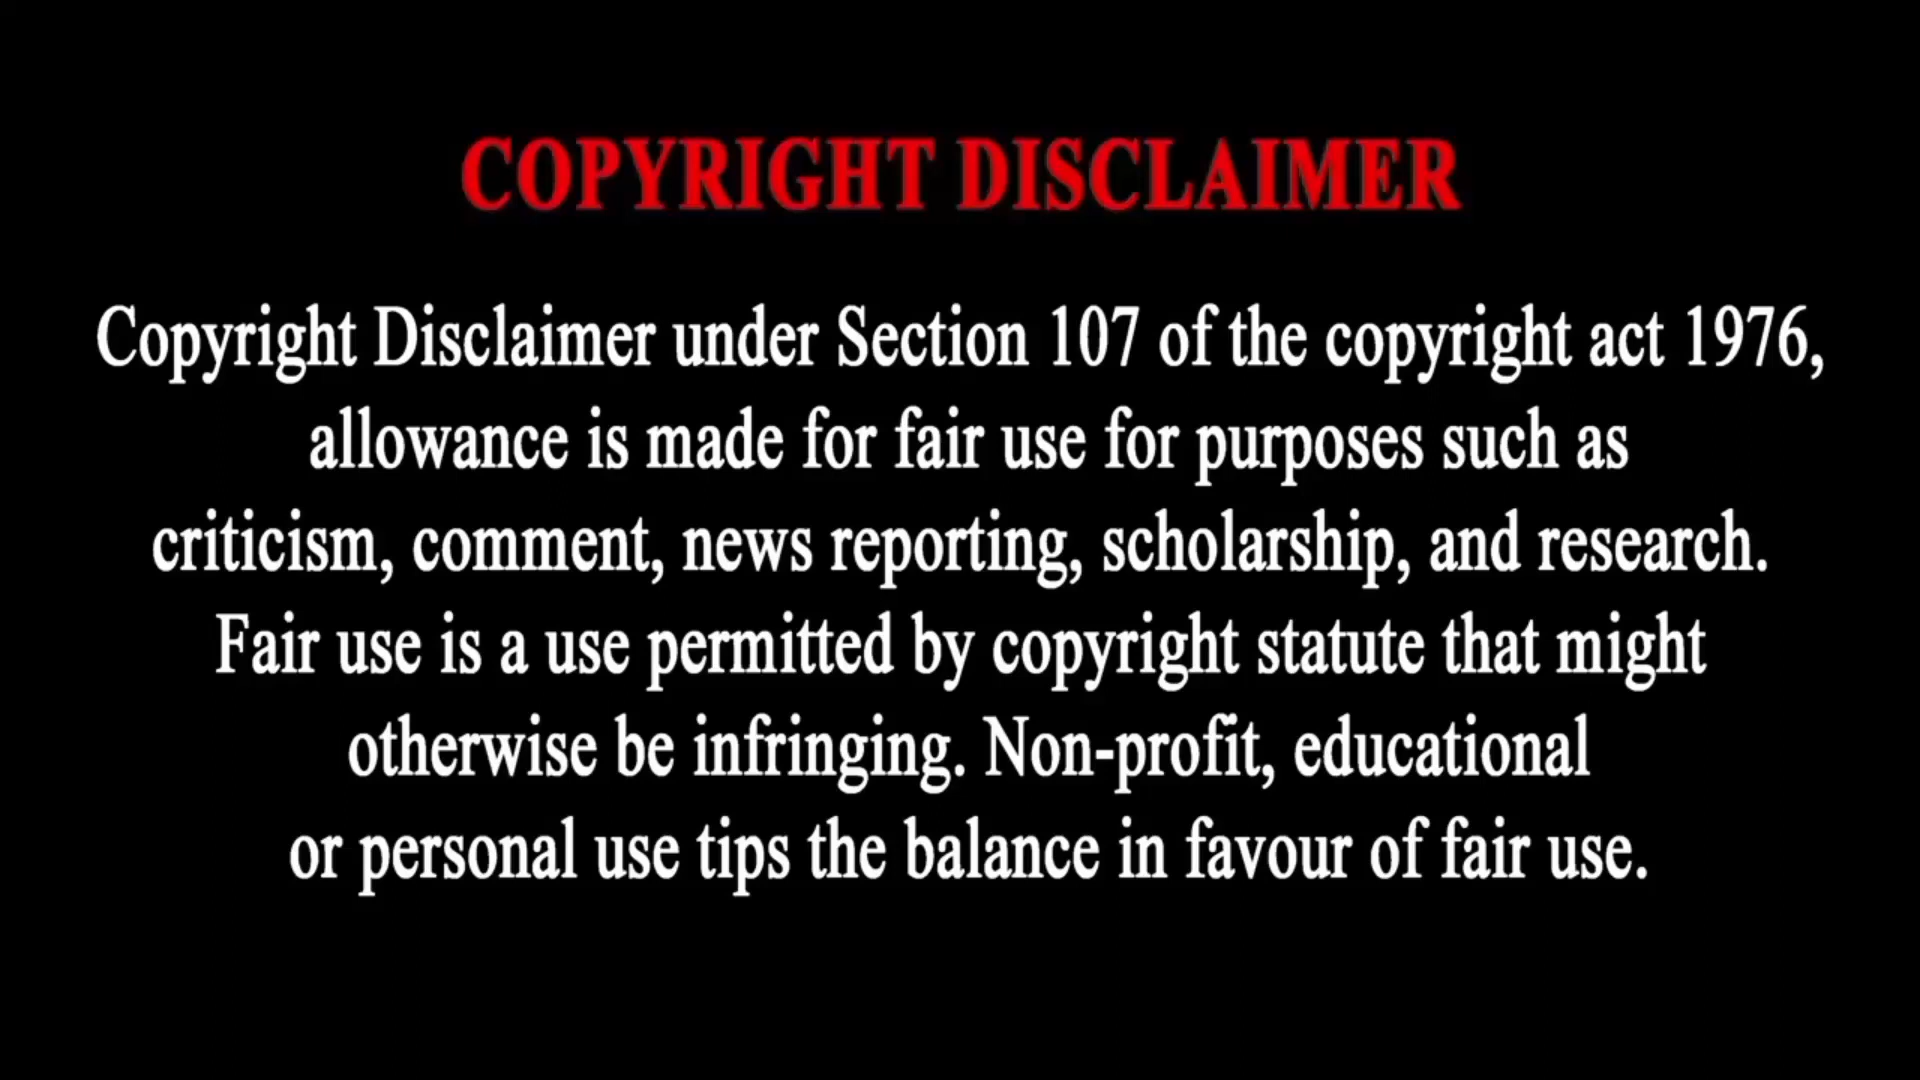 COPYRIGHT DISCLAIMER
Copyright Disclaimer under Section 107 of the copyright act 1976,
allowance is made for fair use for purposes such as
criticism, comment, news reporting, scholarship, and research.
Fair use is a use permitted by copyright statute that might
otherwise be infringing. Non-profit, educational
or personal use tips the balance in favour of fair use.